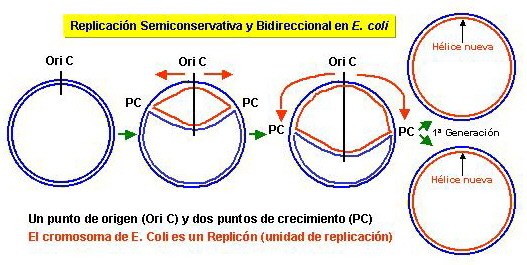 Replicación Semiconservativa y Bidireccional en E. coli
Ori C
Ori C
Ori C
PC
PC
PC
PC
Hélice nueva
1ª Generación
Hélice nueva
Un punto de origen (Ori C) y dos puntos de crecimiento (PC)
El cromosoma de E. Coli es un Replicón (unidad de replicación)